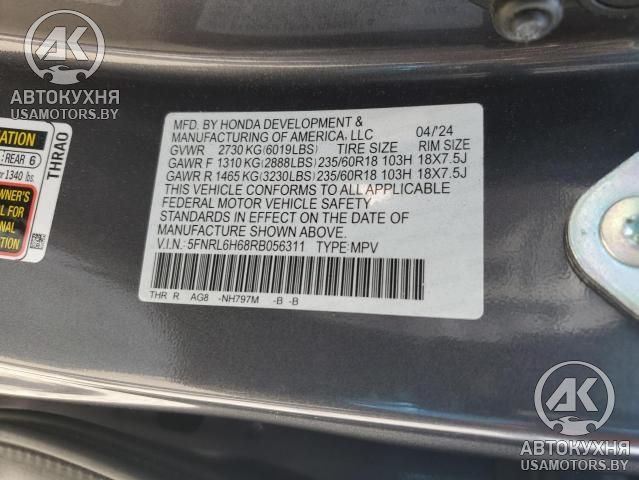 AK
АВТОКУХНЯ
USAMOTORS.BY
REAR 6
1340 lbs.
THRA0
MFD. BY HONDA DEVELOPMENT &
MANUFACTURING OF AMERICA, LLC 04/'24
GVWR 2730 KG (6019LBS) TIRE SIZE RIM SIZE
GAWR F 1310 KG (2888LBS) 235/60R18 103H 18X7.5J
GAWR R 1465 KG (3230LBS) 235/60R18 103H 18X7.5J
THIS VEHICLE CONFORMS TO ALL APPLICABLE
FEDERAL MOTOR VEHICLE SAFETY
STANDARDS IN EFFECT ON THE DATE OF
MANUFACTURE SHOWN ABOVE.
V.I.N.: 5FNRL6H68RB056311 TYPE: MPV
THR R AG8 -NH797M -B -B
AK
АВТОКУХНЯ
USAMOTORS.BY